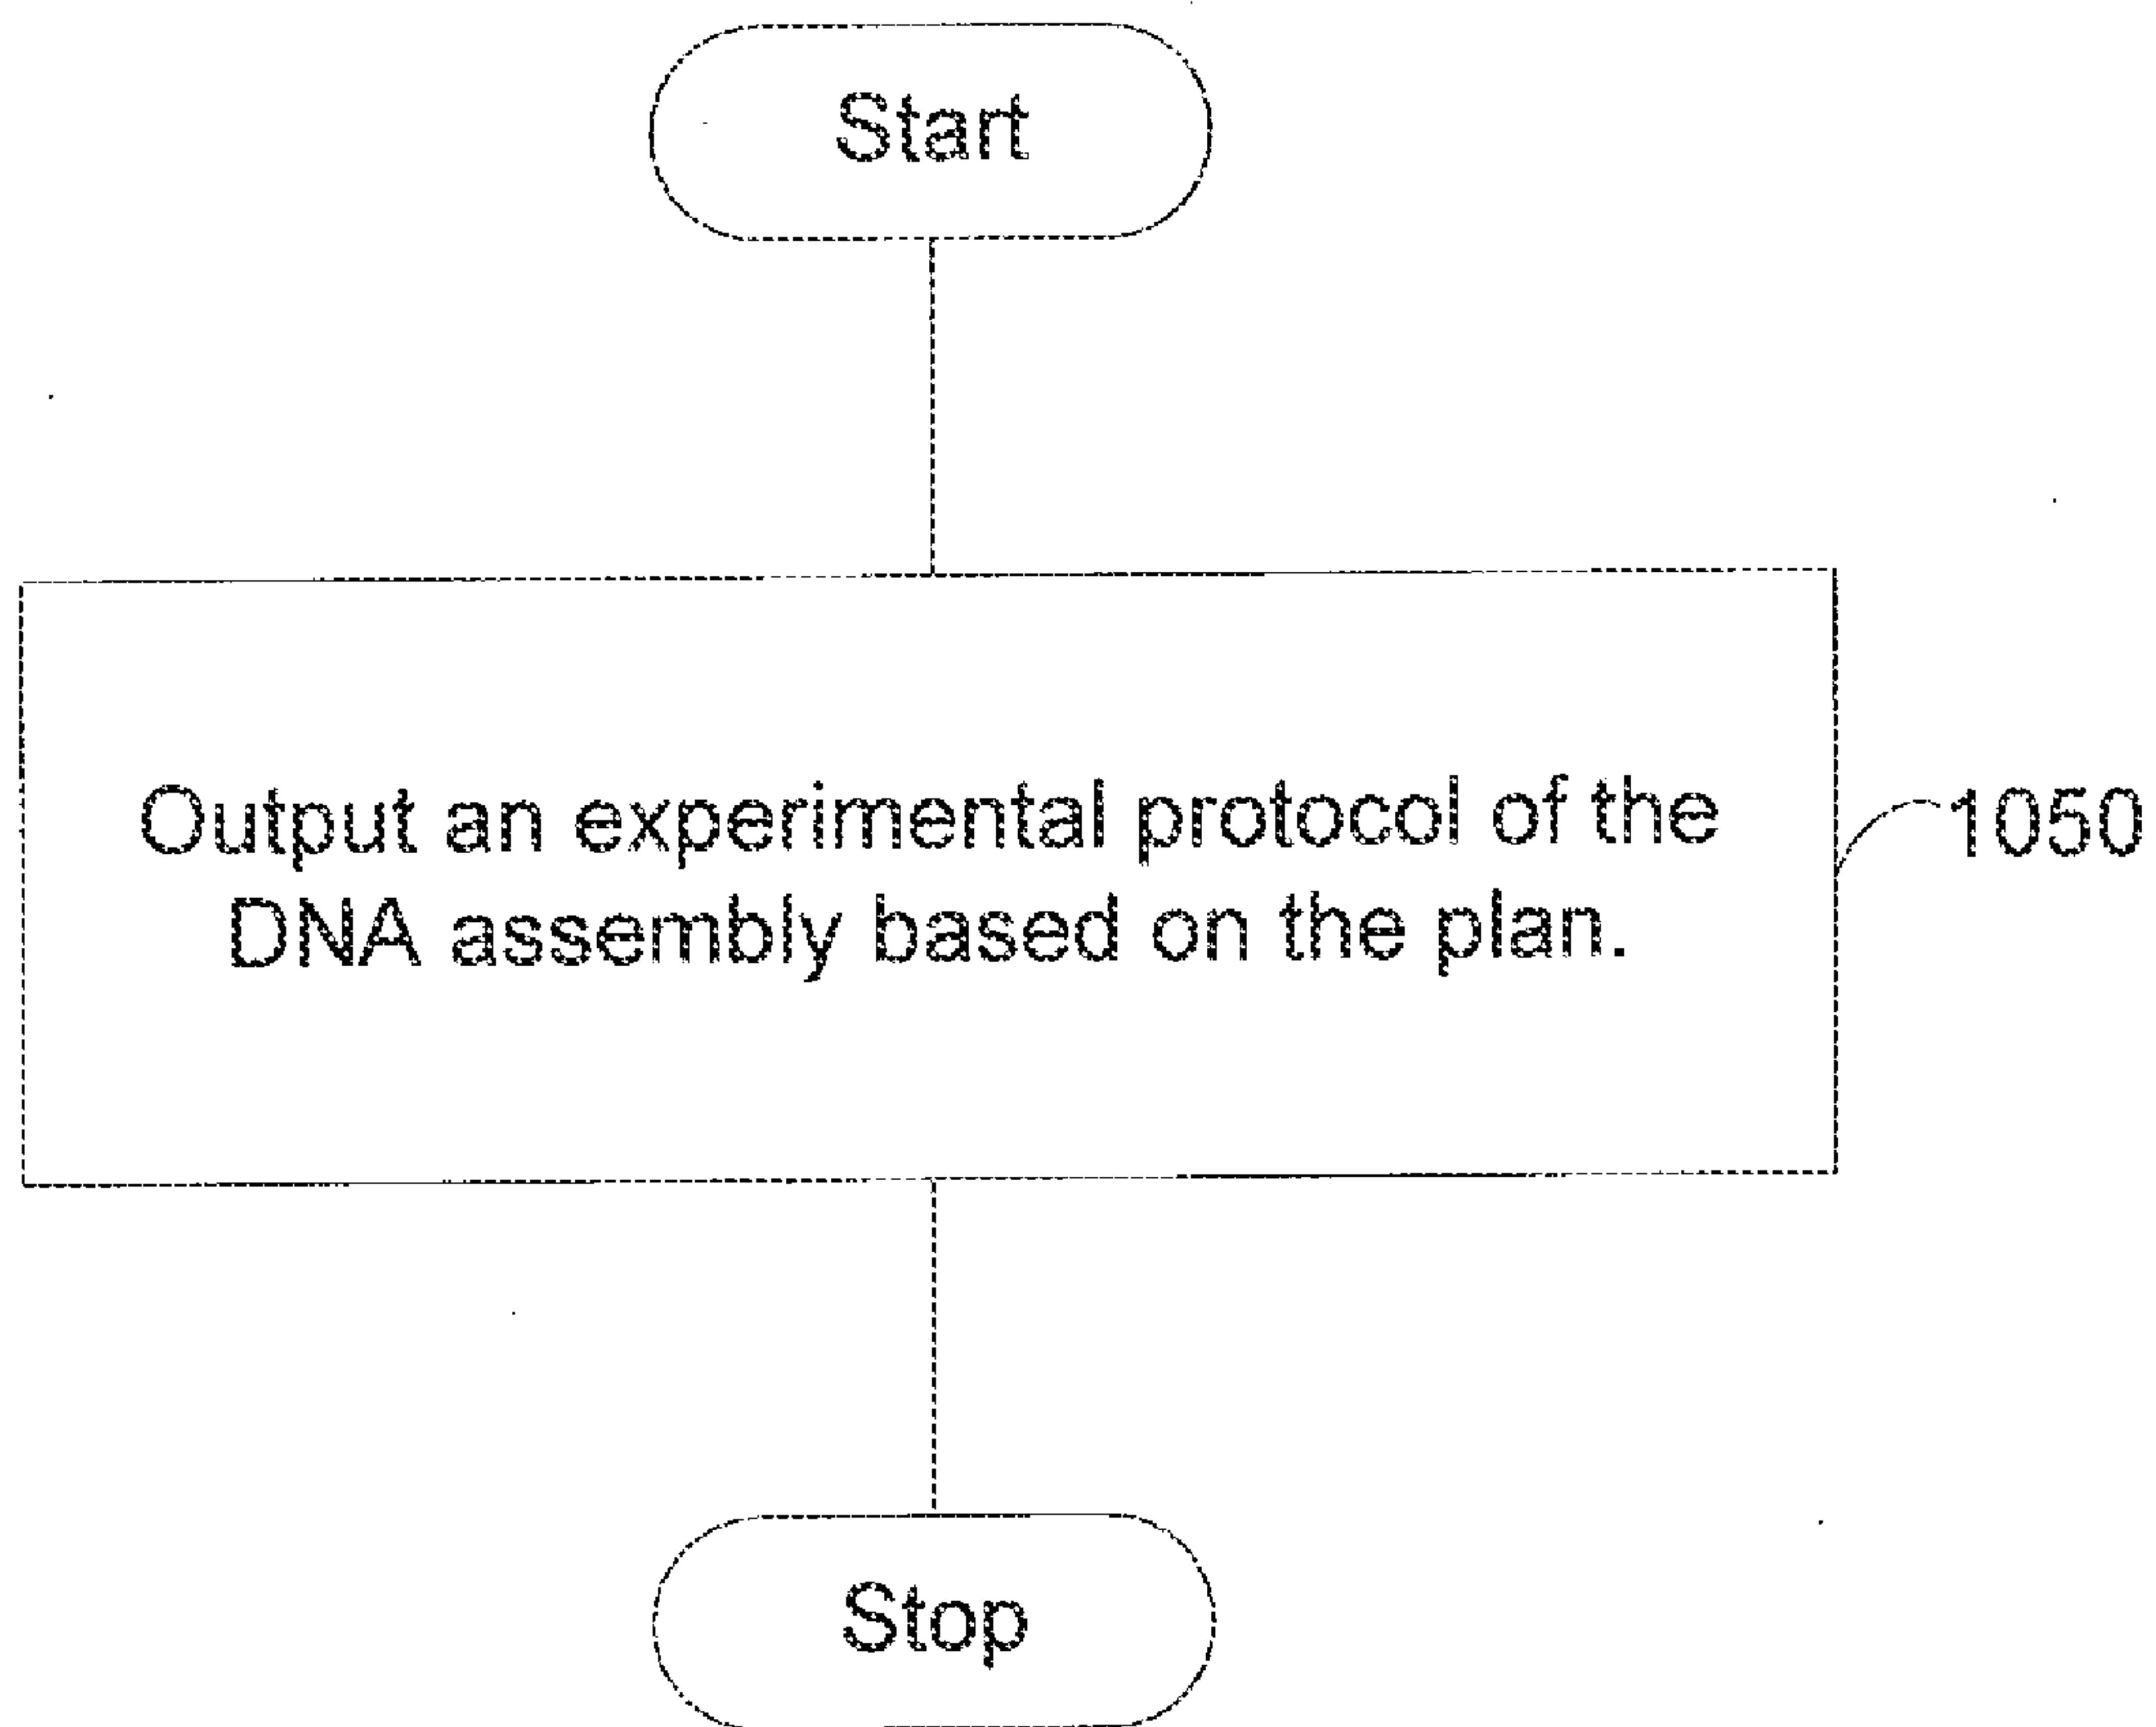 Start
Output an experimental protocol of the
DNA assembly based on the plan.
1050
Stop